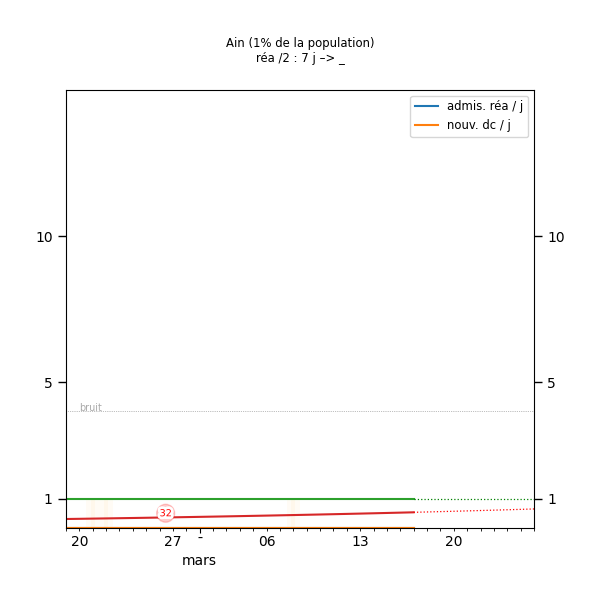 Ain (1% de la population)
réa /2 : 7 j –> _
admis. réa / j
nouv. dc / j
10 10
5 5
bruit
1 1
32
20 27 - 06 13 20
mars